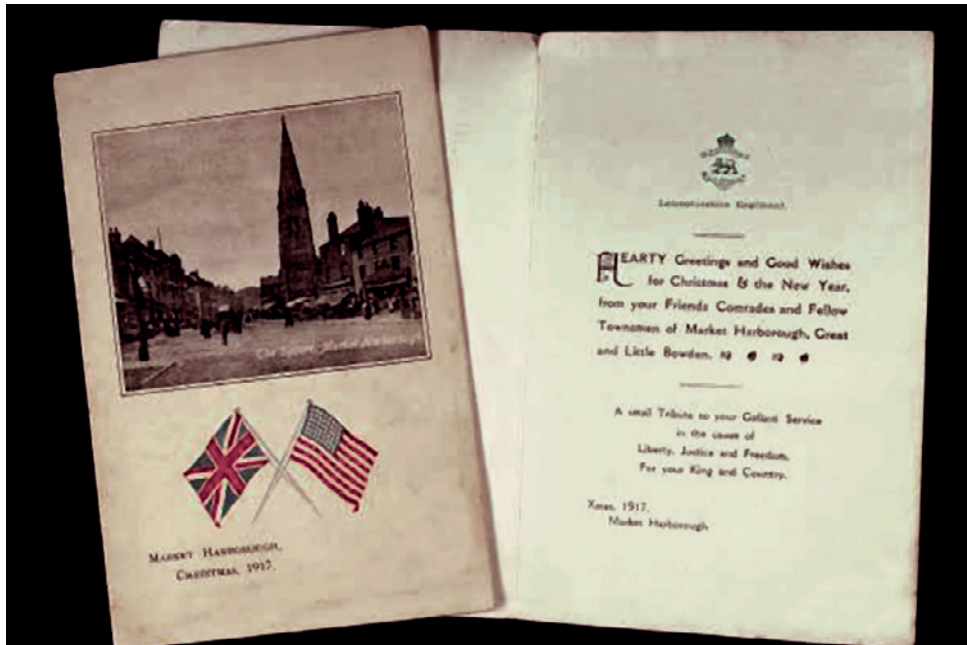 The Square, Market Harborough
MARKET HARBOROUGH,
CHRISTMAS, 1917.
Leicestershire Regiment.
HEARTY Greetings and Good Wishes
for Christmas & the New Year,
from your Friends Comrades and Fellow
Townsmen of Market Harborough, Great
and Little Bowden.
A small Tribute to your Gallant Service
in the cause of
Liberty, Justice and Freedom,
For your King and Country.
Xmas, 1917.
Market Harborough